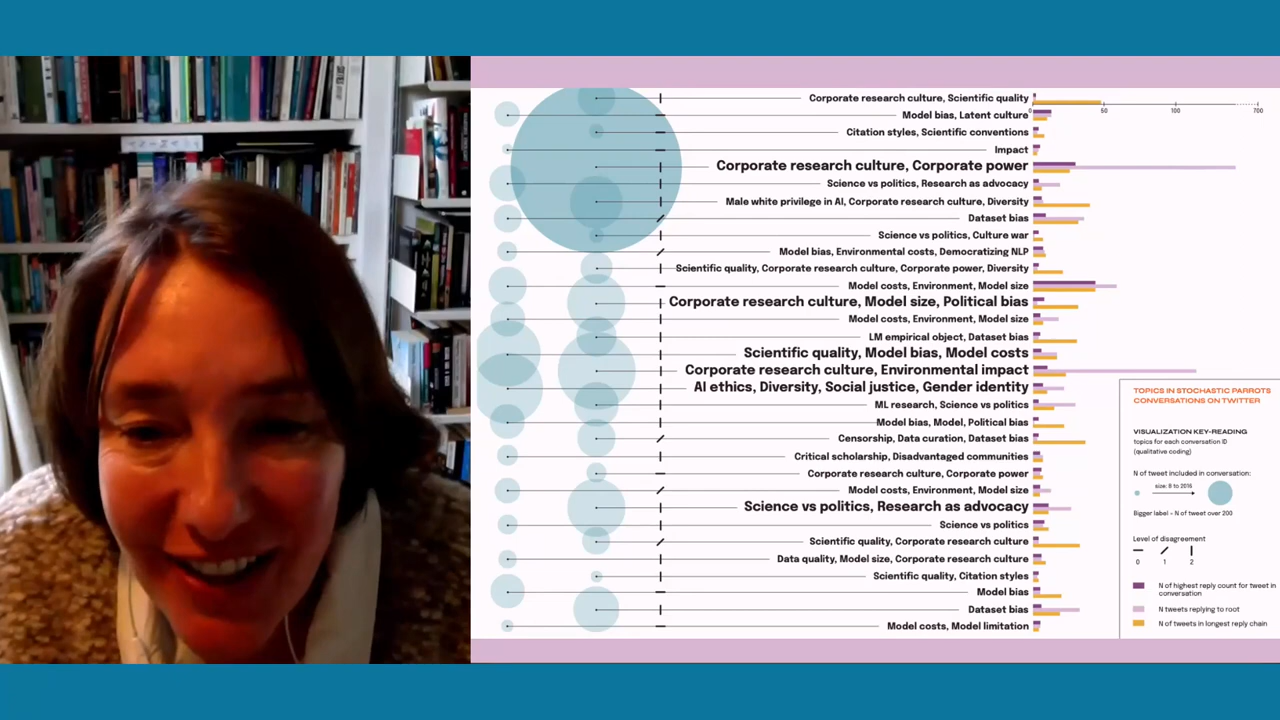 Corporate research culture, Scientific quality
0 50 100 700
Model bias, Latent culture
Citation styles, Scientific conventions
Impact
Corporate research culture, Corporate power
Science vs politics, Research as advocacy
Male white privilege in AI, Corporate research culture, Diversity
Dataset bias
Science vs politics, Culture war
Model bias, Environmental costs, Democratizing NLP
Scientific quality, Corporate research culture, Corporate power, Diversity
Model costs, Environment, Model size
Corporate research culture, Model size, Political bias
Model costs, Environment, Model size
LM empirical object, Dataset bias
Scientific quality, Model bias, Model costs
Corporate research culture, Environmental impact
AI ethics, Diversity, Social justice, Gender identity
ML research, Science vs politics
Model bias, Model, Political bias
Censorship, Data curation, Dataset bias
Critical scholarship, Disadvantaged communities
Corporate research culture, Corporate power
Model costs, Environment, Model size
Science vs politics, Research as advocacy
Science vs politics
Scientific quality, Corporate research culture
Data quality, Model size, Corporate research culture
Scientific quality, Citation styles
Model bias
Dataset bias
Model costs, Model limitation
TOPICS IN STOCHASTIC PARROTS
CONVERSATIONS ON TWITTER
VISUALIZATION KEY-READING
topics for each conversation ID
(qualitative coding)
N of tweet included in conversation:
size: 8 to 2016
Bigger label = N of tweet over 200
Level of disagreement
0 1 2
N of highest reply count for tweet in
conversation
N tweets replying to root
N of tweets in longest reply chain